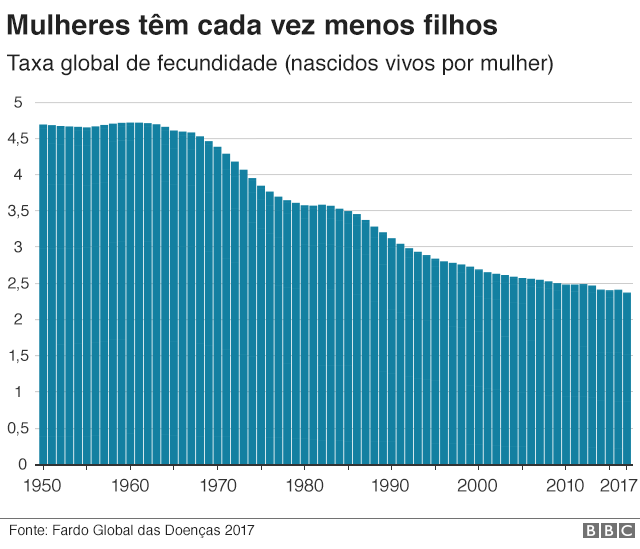 Mulheres têm cada vez menos filhos
Taxa global de fecundidade (nascidos vivos por mulher)
5
4,5
4
3,5
3
2,5
2
1,5
1
0,5
0
1950 1960 1970 1980 1990 2000 2010 2017
Fonte: Fardo Global das Doenças 2017
BBC